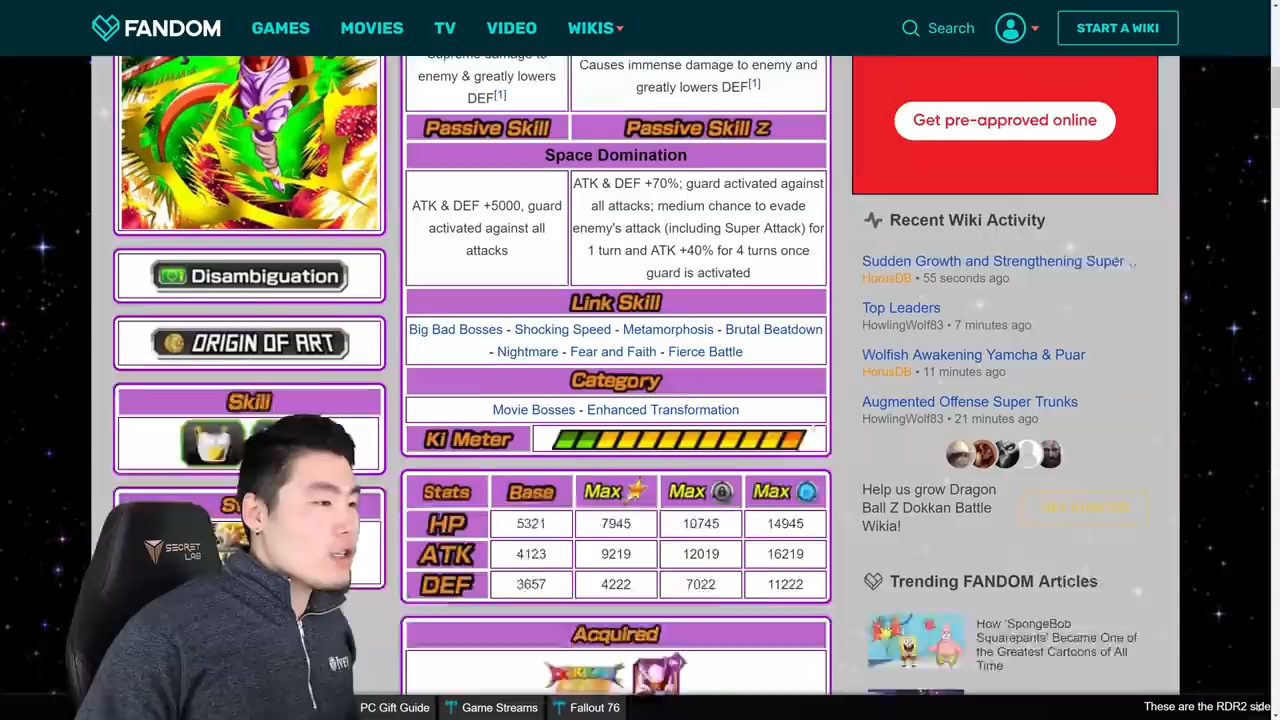 FANDOM
GAMES
MOVIES
TV
VIDEO
WIKIS
Search
START A WIKI
Supreme damage to
enemy & greatly lowers
DEF[1]
Causes immense damage to enemy and
greatly lowers DEF[1]
Passive Skill
Passive Skill Z
Space Domination
ATK & DEF +5000, guard
activated against all
attacks
ATK & DEF +70%; guard activated against
all attacks; medium chance to evade
enemy's attack (including Super Attack) for
1 turn and ATK +40% for 4 turns once
guard is activated
Link Skill
Big Bad Bosses - Shocking Speed - Metamorphosis - Brutal Beatdown
- Nightmare - Fear and Faith - Fierce Battle
Category
Movie Bosses - Enhanced Transformation
Ki Meter
Stats Base Max Max Max
HP 5321 7945 10745 14945
ATK 4123 9219 12019 16219
DEF 3657 4222 7022 11222
Acquired
Disambiguation
ORIGIN OF ART
Skill
SECRET
LAB
Get pre-approved online
Recent Wiki Activity
Sudden Growth and Strengthening Super ...
HorusDB • 55 seconds ago
Top Leaders
HowlingWolf83 • 7 minutes ago
Wolfish Awakening Yamcha & Puar
HorusDB • 11 minutes ago
Augmented Offense Super Trunks
HowlingWolf83 • 21 minutes ago
Help us grow Dragon
Ball Z Dokkan Battle
Wikia!
GET STARTED
Trending FANDOM Articles
How 'SpongeBob
Squarepants' Became One of
the Greatest Cartoons of All
Time
PC Gift Guide
Game Streams
Fallout 76
These are the RDR2 side